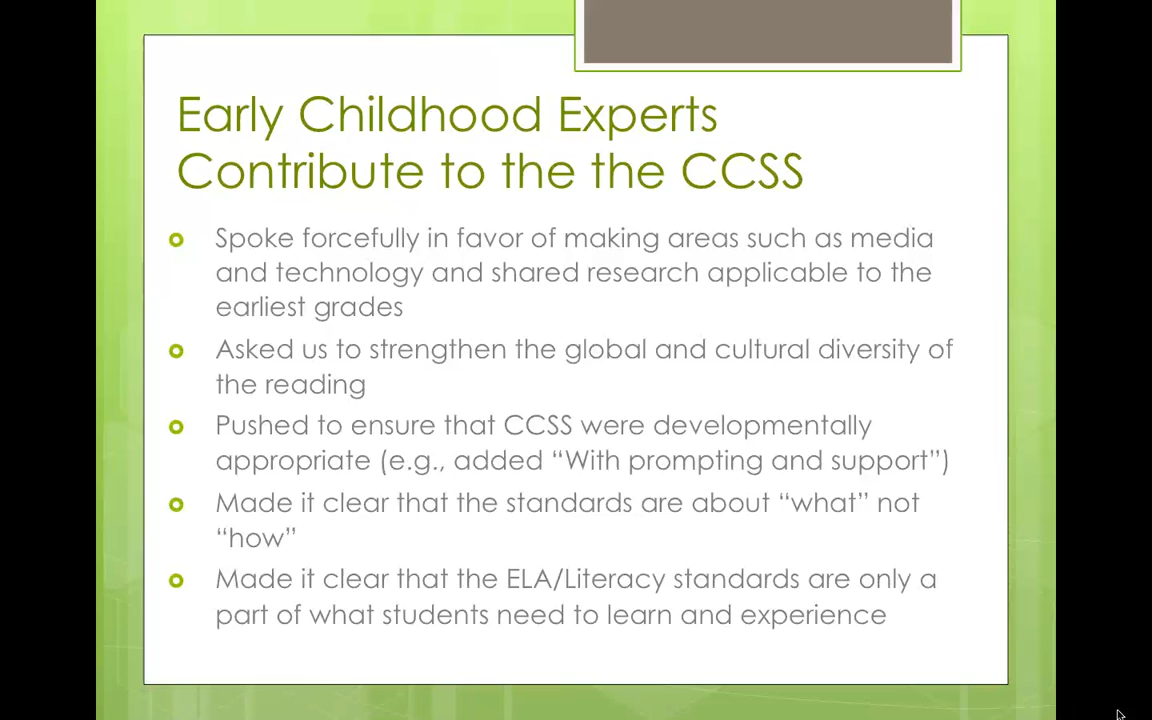 Early Childhood Experts
Contribute to the the CCSS
Spoke forcefully in favor of making areas such as media
and technology and shared research applicable to the
earliest grades
Asked us to strengthen the global and cultural diversity of
the reading
Pushed to ensure that CCSS were developmentally
appropriate (e.g., added “With prompting and support”)
Made it clear that the standards are about “what” not
“how”
Made it clear that the ELA/Literacy standards are only a
part of what students need to learn and experience